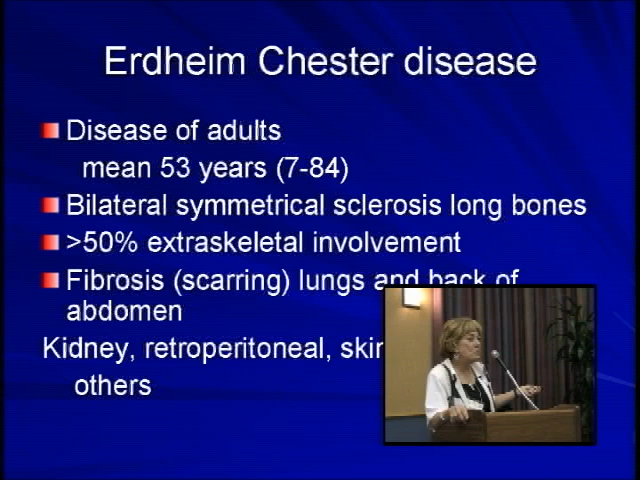 Erdheim Chester disease
Disease of adults
mean 53 years (7-84)
Bilateral symmetrical sclerosis long bones
>50% extraskeletal involvement
Fibrosis (scarring) lungs and back of
abdomen
Kidney, retroperitoneal, skin
others